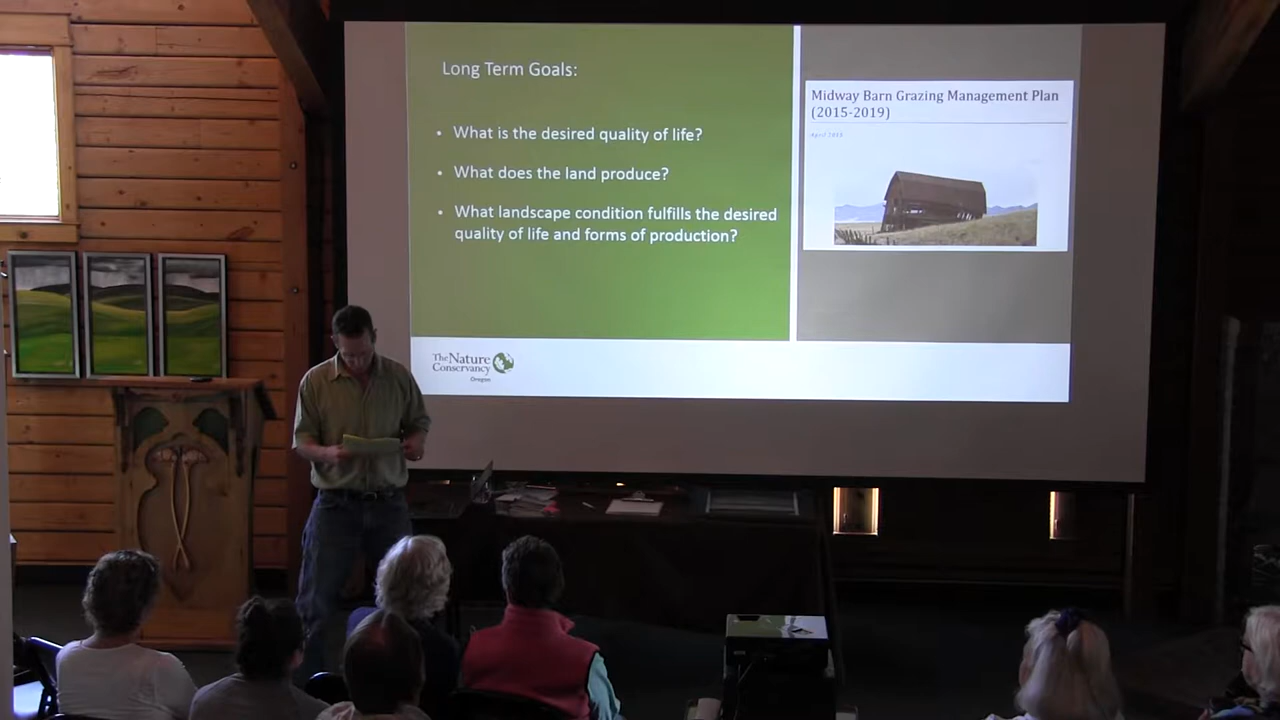 Long Term Goals:
• What is the desired quality of life?
• What does the land produce?
• What landscape condition fulfills the desired
quality of life and forms of production?
Midway Barn Grazing Management Plan
(2015-2019)
The Nature
Conservancy
Oregon